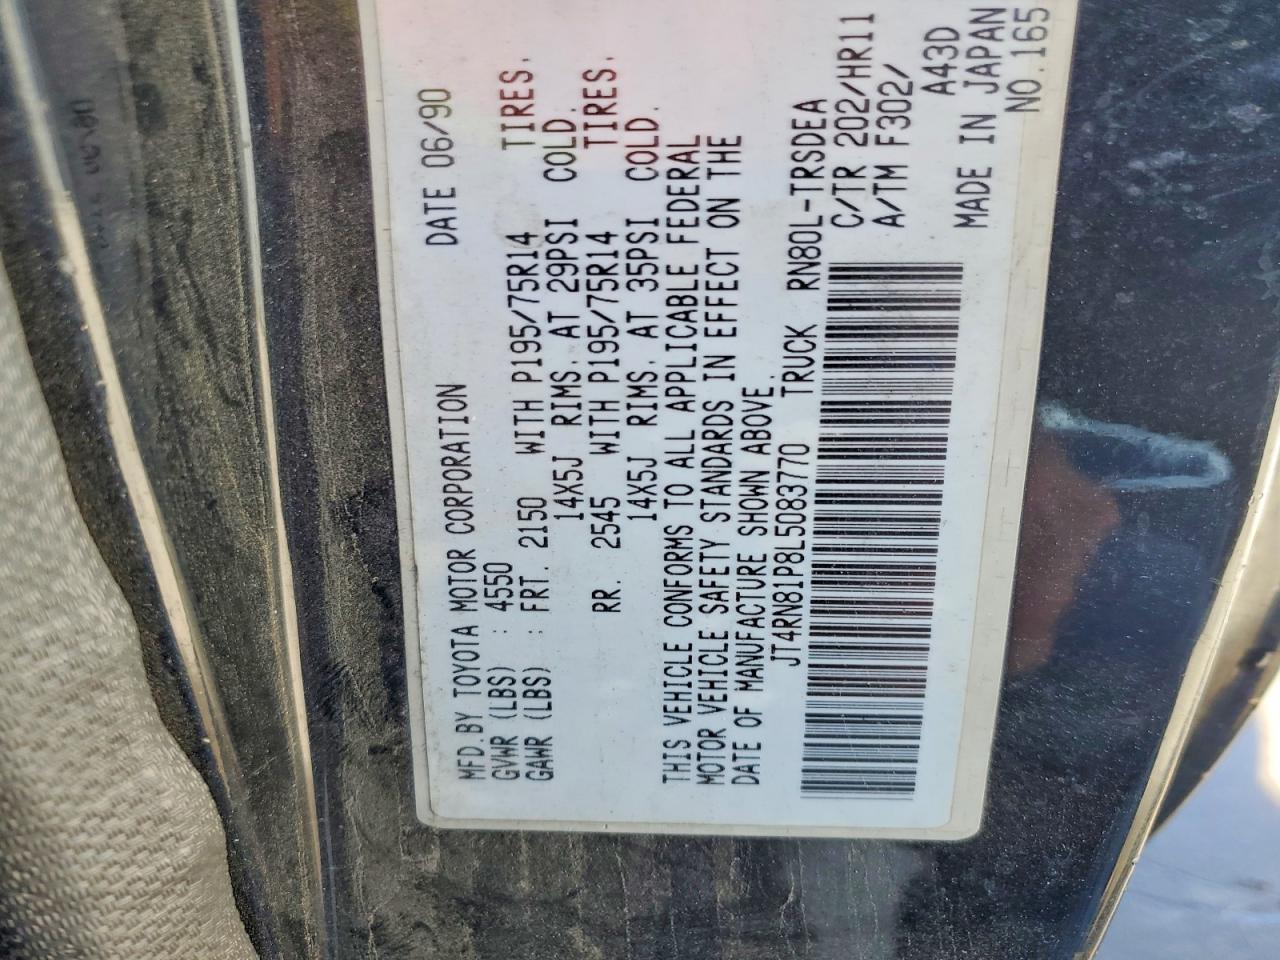 MFD.BY TOYOTA MOTOR CORPORATION DATE 06/90
GVWR (LBS) : 4550
GAWR (LBS) : FRT. 2150 WITH P195/75R14 TIRES,
14X5J RIMS, AT 29PSI COLD.
RR. 2545 WITH P195/75R14 TIRES,
14X5J RIMS, AT 35PSI COLD.
THIS VEHICLE CONFORMS TO ALL APPLICABLE FEDERAL
MOTOR VEHICLE SAFETY STANDARDS IN EFFECT ON THE
DATE OF MANUFACTURE SHOWN ABOVE.
JT4RN81P8L5083770 TRUCK RN80L-TRSDEA
C/TR 202/HR11
A/TM F302/
A43D
MADE IN JAPAN
NO.165